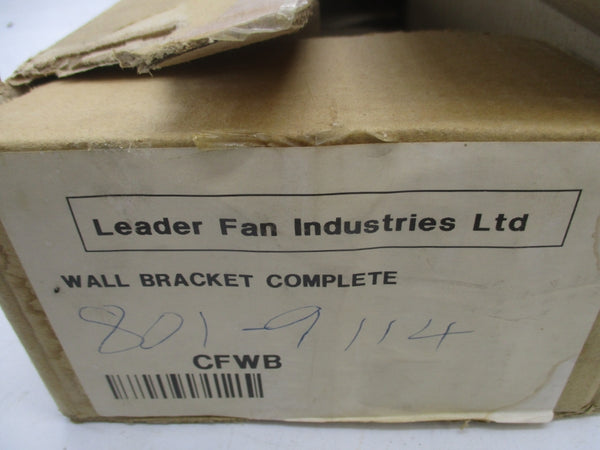 Leader Fan Industries Ltd
WALL BRACKET COMPLETE
801-9114
CFWB